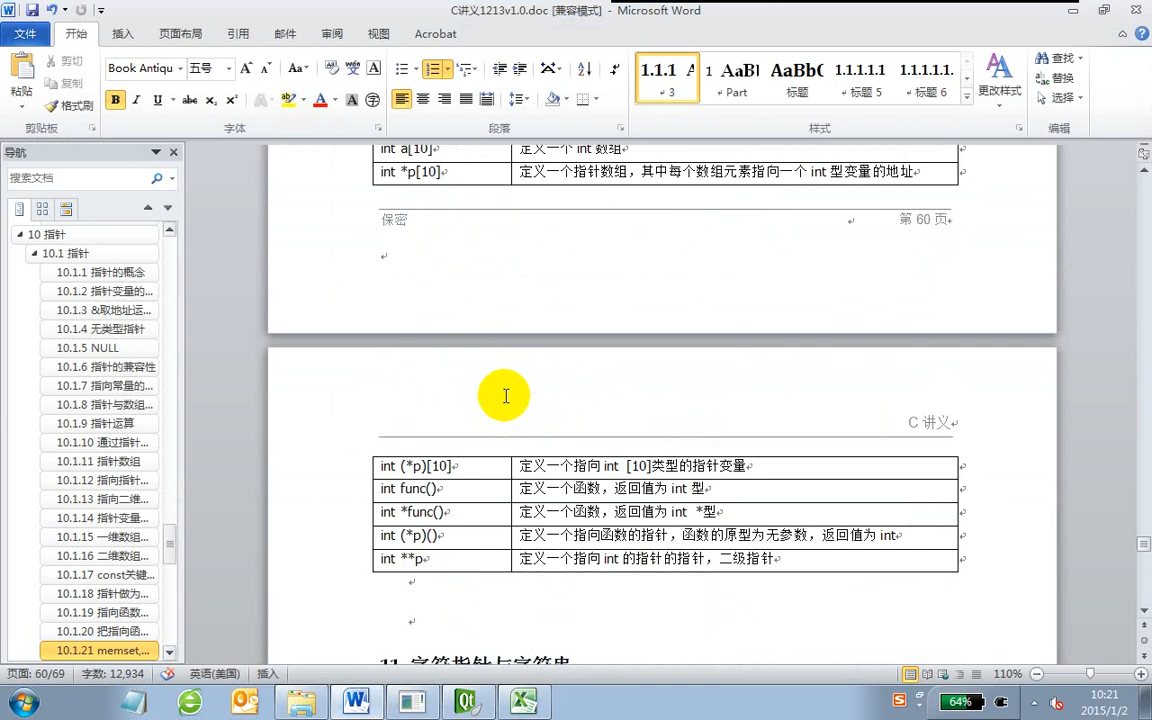 C讲义1213v1.0.doc [兼容模式] - Microsoft Word
文件 开始 插入 页面布局 引用 邮件 审阅 视图 Acrobat
剪切
复制
格式刷
粘贴
Book Antiqu 五号
剪贴板 字体 段落 样式 编辑
1.1.1 A 1 AaBl AaBbC 1.1.1.1 1.1.1.1.
3 Part 标题 标题 5 标题 6
更改样式
查找
替换
选择
导航
搜索文档
10 指针
10.1 指针
10.1.1 指针的概念
10.1.2 指针变量的...
10.1.3 &取地址运...
10.1.4 无类型指针
10.1.5 NULL
10.1.6 指针的兼容性
10.1.7 指向常量的...
10.1.8 指针与数组...
10.1.9 指针运算
10.1.10 通过指针...
10.1.11 指针数组
10.1.12 指向指针...
10.1.13 指向二维...
10.1.14 指针变量...
10.1.15 一维数组...
10.1.16 二维数组...
10.1.17 const关键...
10.1.18 指针做为...
10.1.19 指向函数...
10.1.20 把指向函...
10.1.21 memset,...
int a[10] 定义一个 int 数组
int *p[10] 定义一个指针数组，其中每个数组元素指向一个 int 型变量的地址
保密 第 60 页
C 讲义
int (*p)[10] 定义一个指向 int [10]类型的指针变量
int func() 定义一个函数，返回值为 int 型
int *func() 定义一个函数，返回值为 int *型
int (*p)() 定义一个指向函数的指针，函数的原型为无参数，返回值为 int
int **p 定义一个指向 int 的指针的指针，二级指针
11 字符指针与字符串
页面: 60/69 字数: 12,934 英语(美国) 插入 110%
64%
10:21
2015/1/2